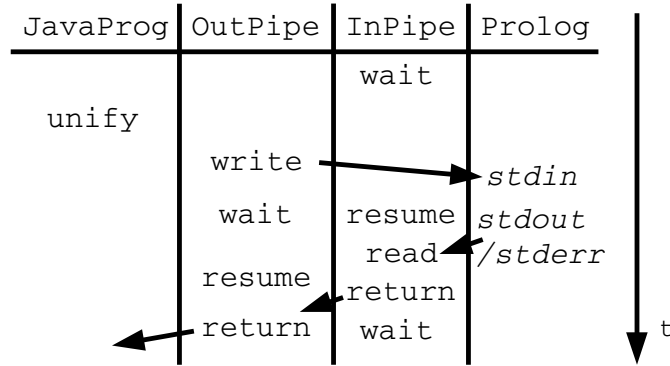 JavaProg OutPipe InPipe Prolog
wait
unify
write stdin
wait resume stdout
read /stderr
resume
return
return wait t